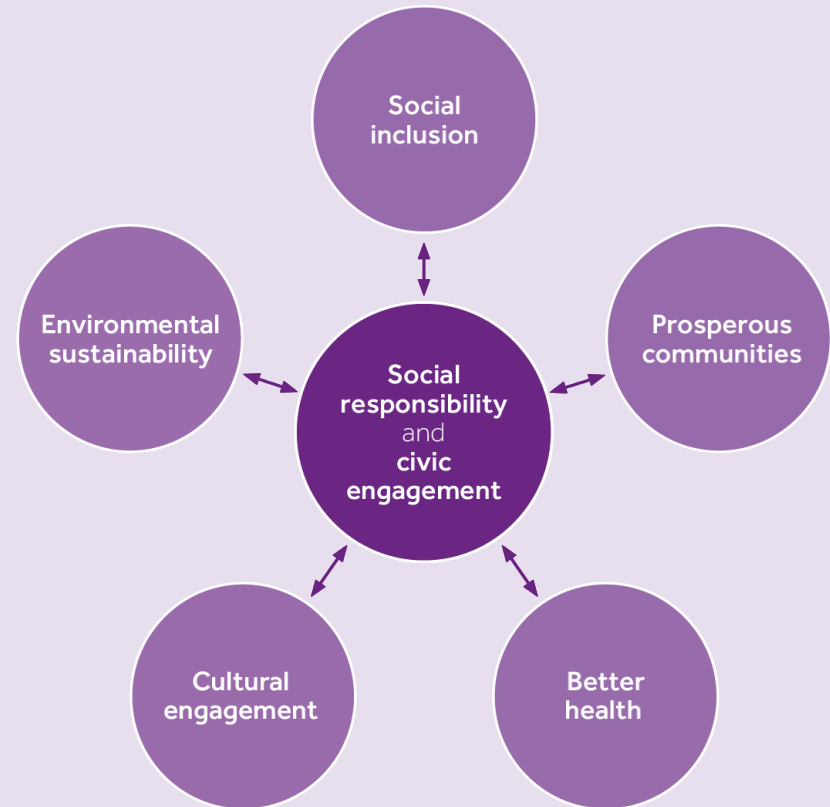 Social
inclusion
Environmental
sustainability
Prosperous
communities
Social
responsibility
and
civic
engagement
Cultural
engagement
Better
health